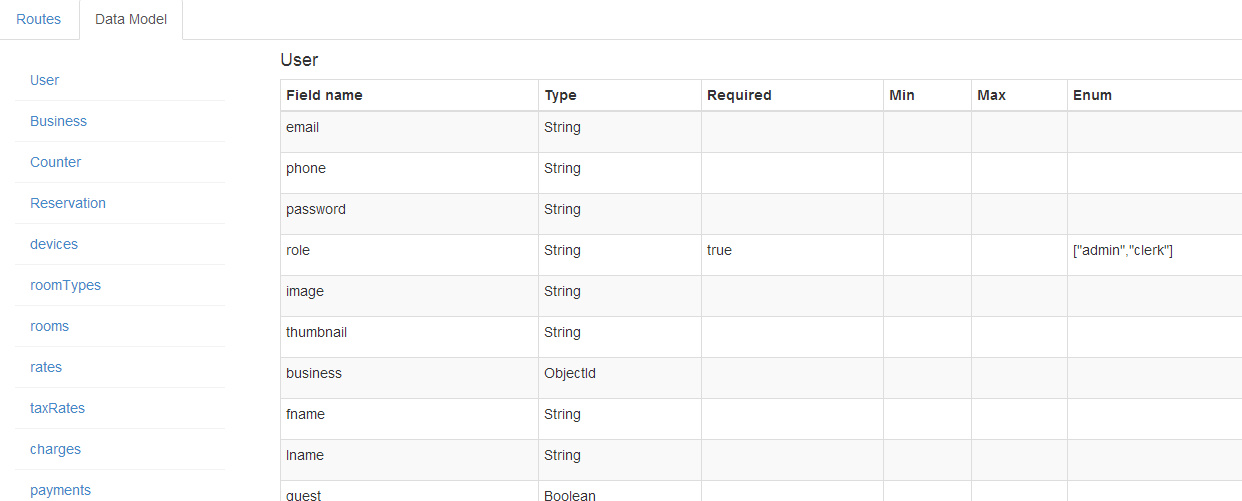 Routes Data Model
User
Business
Counter
Reservation
devices
roomTypes
rooms
rates
taxRates
charges
payments
User
Field name Type Required Min Max Enum
email String
phone String
password String
role String true ["admin","clerk"]
image String
thumbnail String
business ObjectId
fname String
lname String
guest Boolean